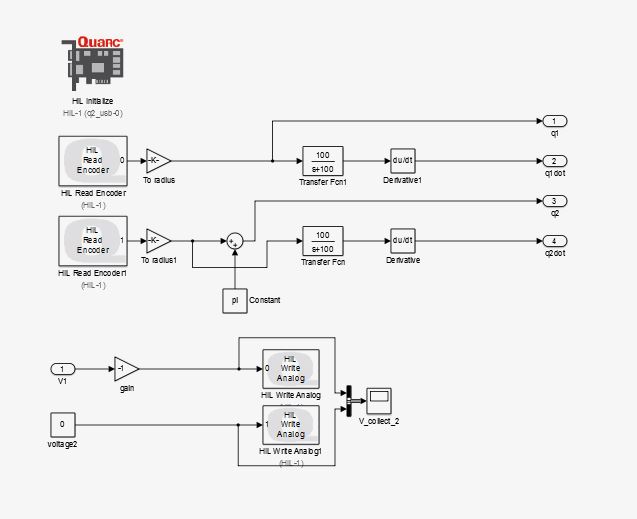 QUARC
HIL Initialize
HIL-1 (q2_usb-0)
1
q1
HIL
Read
Encoder
0
-K-
To radius
HIL Read Encoder
(HIL-1)
100
s+100
Transfer Fcn1
du/dt
Derivative1
2
q1dot
3
q2
HIL
Read
Encoder
1
-K-
To radius1
HIL Read Encoder1
(HIL-1)
++
100
s+100
Transfer Fcn
du/dt
Derivative
4
q2dot
pi
Constant
1
V1
-1
gain
0
HIL
Write
Analog
HIL Write Analog
V_collect_2
0
voltage2
1
HIL
Write
Analog
HIL Write Analog1
(HIL-1)